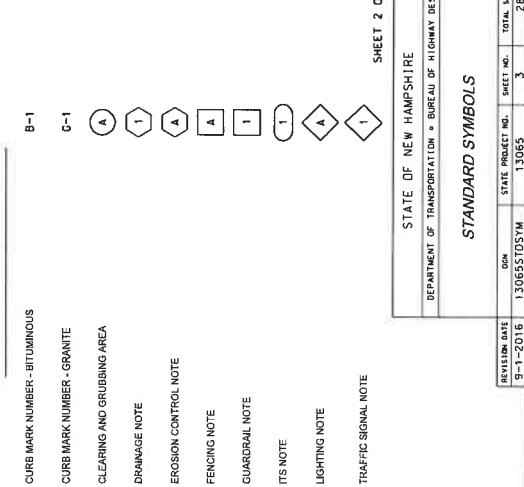 CURB MARK NUMBER - BITUMINOUS B-1
CURB MARK NUMBER - GRANITE G-1
CLEARING AND GRUBBING AREA A
DRAINAGE NOTE 1
EROSION CONTROL NOTE A
FENCING NOTE A
GUARDRAIL NOTE 1
ITS NOTE 1
LIGHTING NOTE A
TRAFFIC SIGNAL NOTE 1
SHEET 2
STATE OF NEW HAMPSHIRE
DEPARTMENT OF TRANSPORTATION • BUREAU OF HIGHWAY
STANDARD SYMBOLS
REVISION DATE DGN STATE PROJECT NO. SHEET NO. TOTAL
9-1-2016 13065STDSYM 13065 3 28